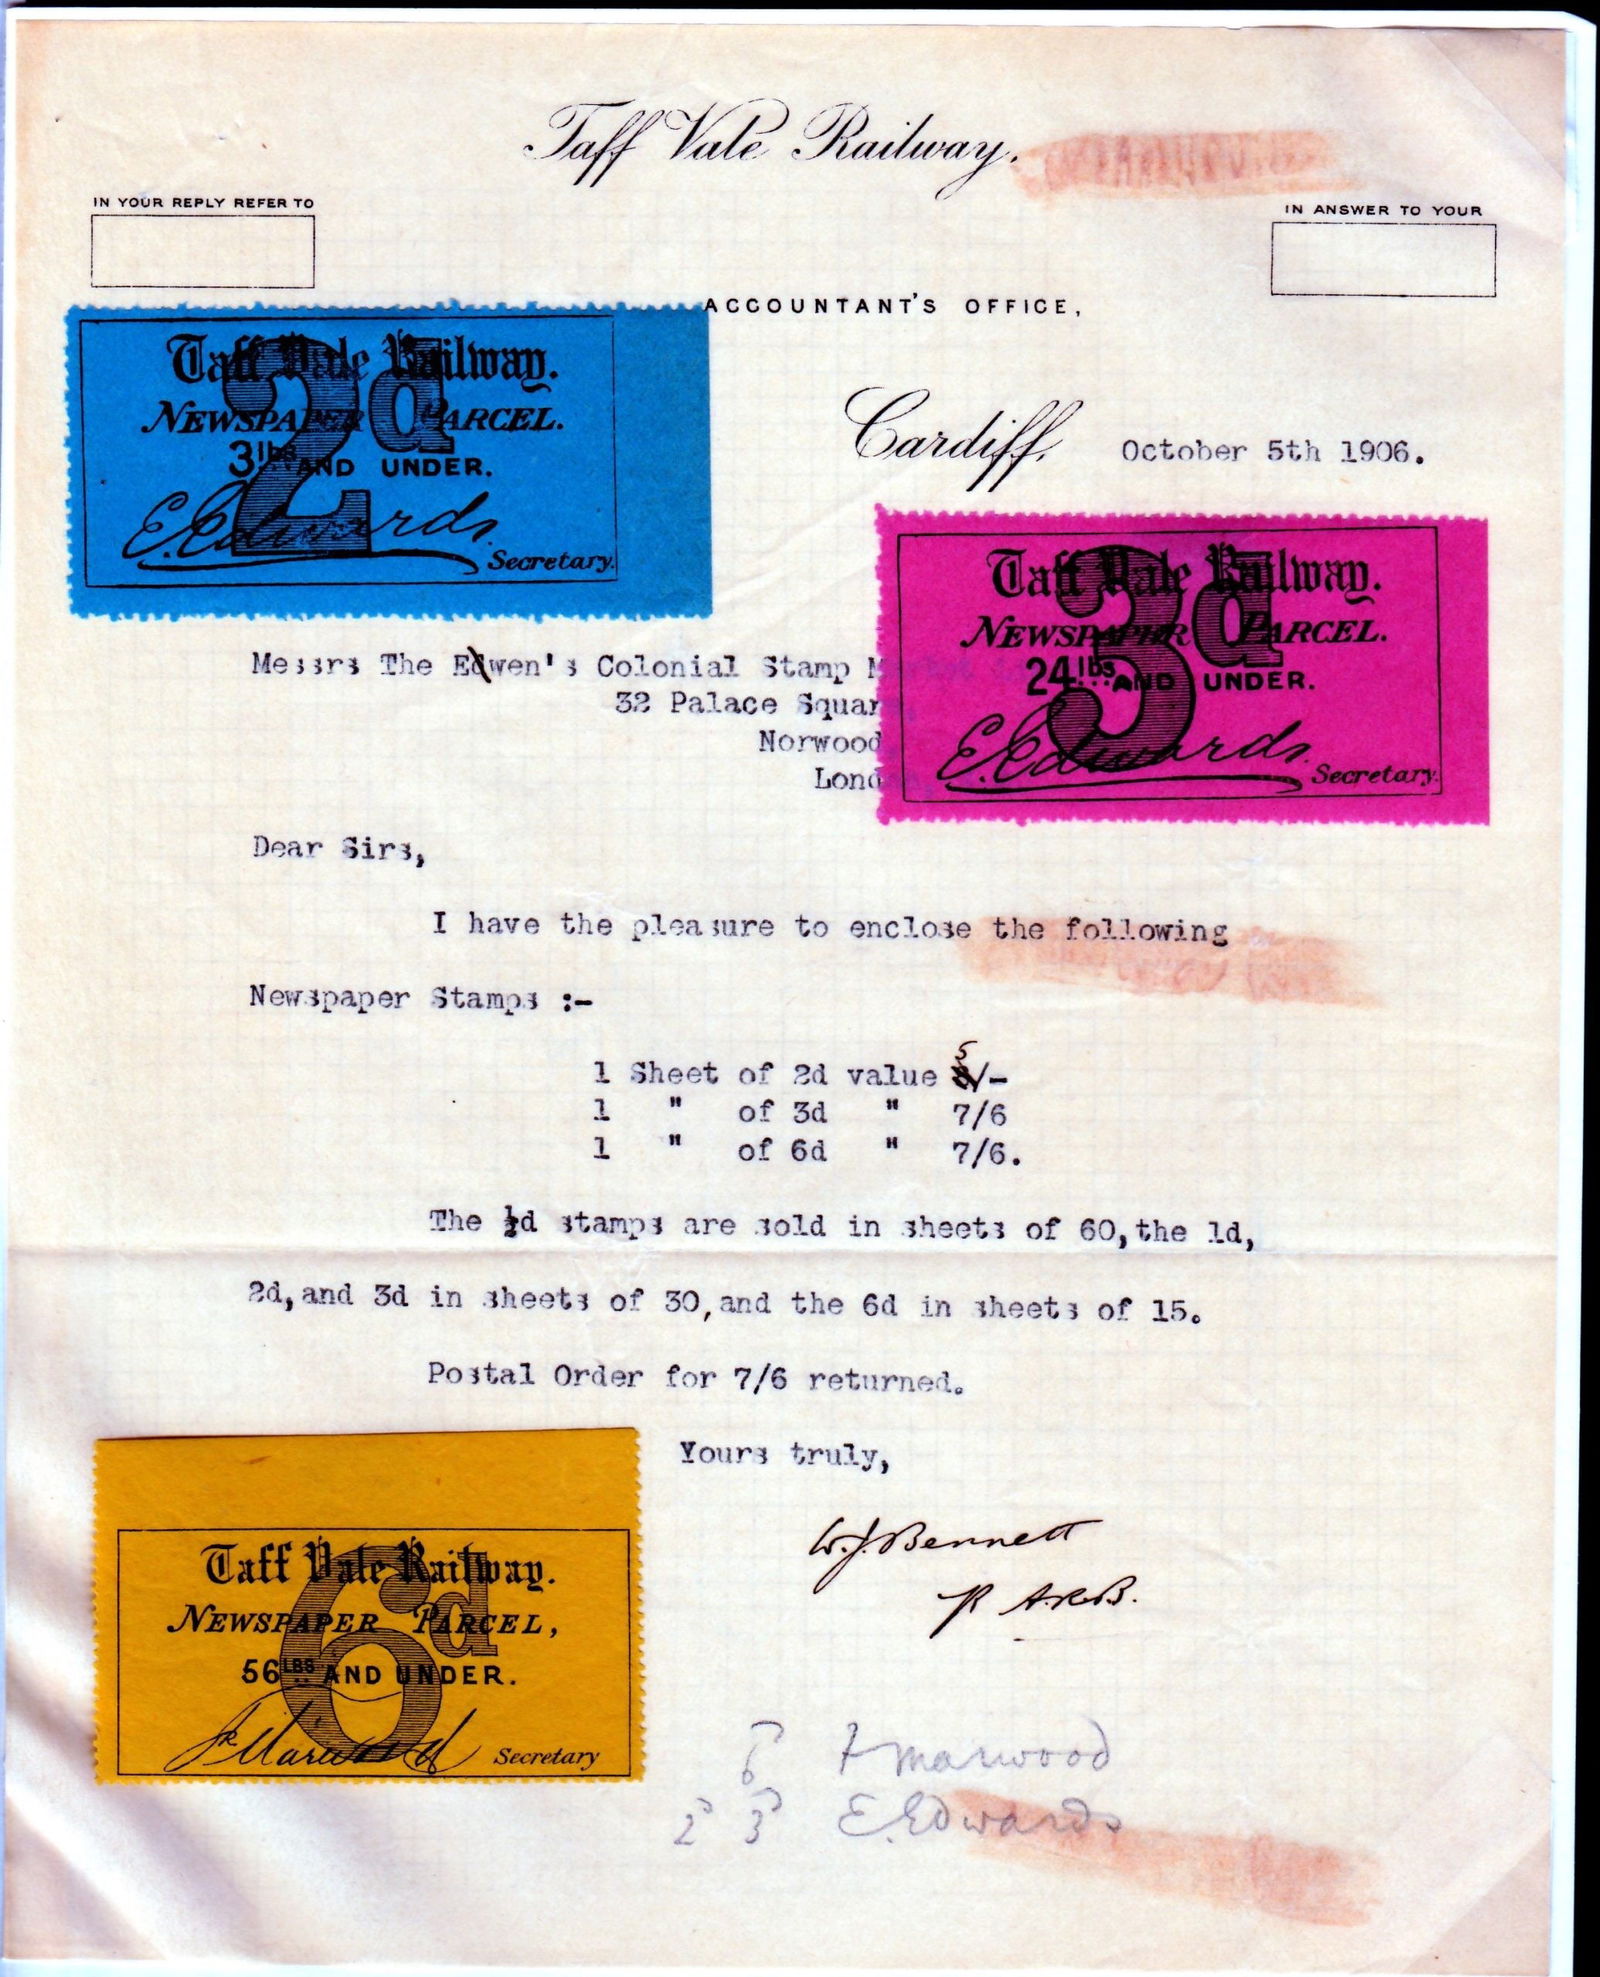 Taff Vale Railway.
IN YOUR REPLY REFER TO
IN ANSWER TO YOUR
ACCOUNTANT'S OFFICE,
Cardiff, October 5th 1906.
2d
Taff Vale Railway.
NEWSPAPER PARCEL.
3lbs AND UNDER.
E. Edwards.
Secretary.
3d
Taff Vale Railway.
NEWSPAPER PARCEL.
24lbs AND UNDER.
E. Edwards.
Secretary.
Messrs The Ewen's Colonial Stamp
32 Palace Square,
Norwood
London
Dear Sirs,
I have the pleasure to enclose the following
Newspaper Stamps :-
1 Sheet of 2d value 5/-
1 " of 3d " 7/6
1 " of 6d " 7/6.
The ½d stamps are sold in sheets of 60,the 1d,
2d,and 3d in sheets of 30,and the 6d in sheets of 15.
Postal Order for 7/6 returned.
Yours truly,
W. J. Bennett
6d
Taff Vale Railway.
NEWSPAPER PARCEL,
56LBS AND UNDER.
Secretary
6 F Marwood
2 3 E. Edwards